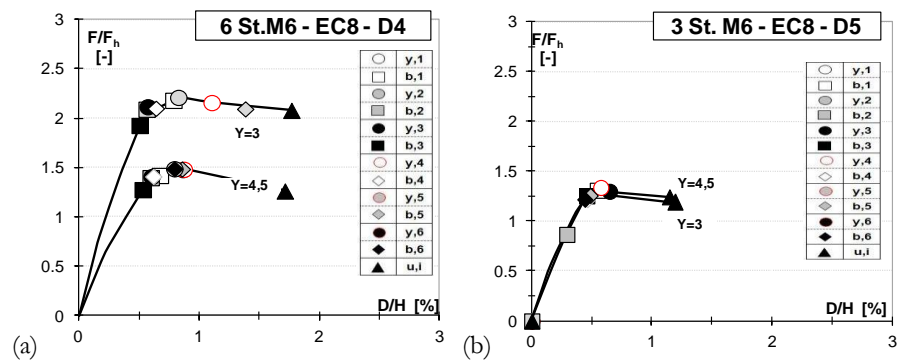 (a)
6 St.M6 - EC8 - D4
F/Fh
[-]
3
2.5
2
1.5
1
0.5
0
0
1
2
3
D/H [%]
Y=3
Y=4,5
y,1
b,1
y,2
b,2
y,3
b,3
y,4
b,4
y,5
b,5
y,6
b,6
u,i
(b)
3 St. M6 - EC8 - D5
F/Fh
[-]
3
2.5
2
1.5
1
0.5
0
0
1
2
3
D/H [%]
Y=4,5
Y=3
y,1
b,1
y,2
b,2
y,3
b,3
y,4
b,4
y,5
b,5
y,6
b,6
u,i